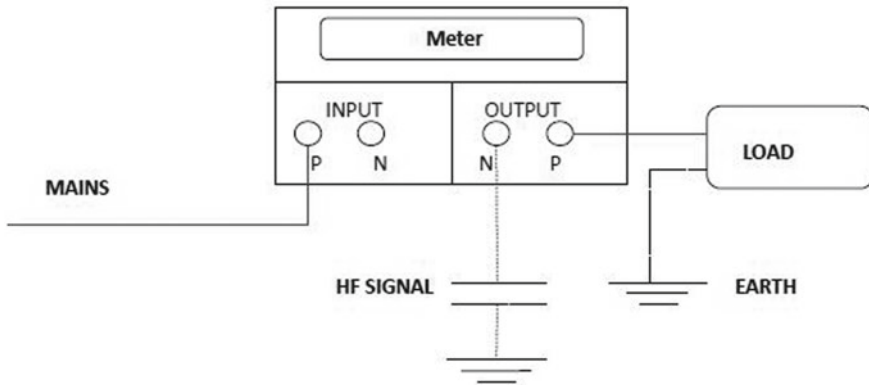 Meter
INPUT OUTPUT
P N N P
LOAD
MAINS
HF SIGNAL
EARTH